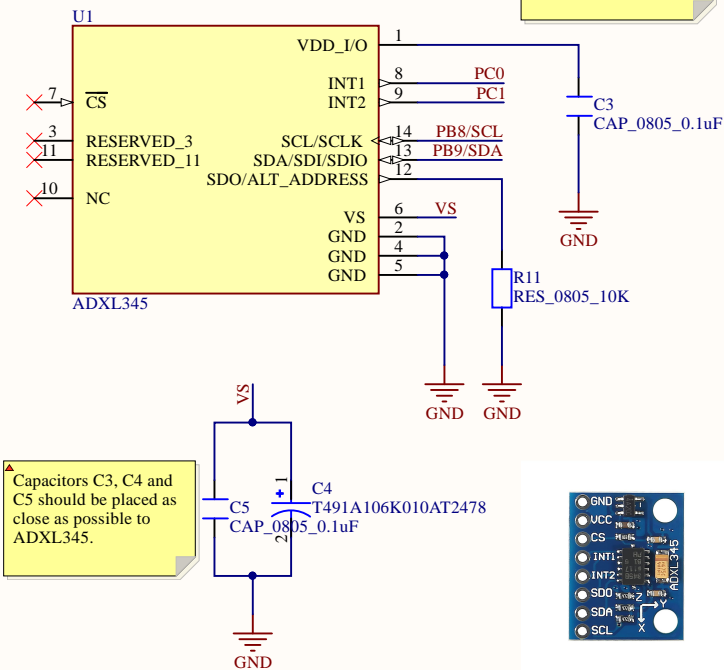 U1
VDD_I/O
1
INT1
8
PC0
INT2
9
PC1
7
CS
3
RESERVED_3
11
RESERVED_11
10
NC
SCL/SCLK
14
PB8/SCL
SDA/SDI/SDIO
13
PB9/SDA
SDO/ALT_ADDRESS
12
VS
6
VS
GND
2
GND
4
GND
5
ADXL345
C3
CAP_0805_0.1uF
GND
R11
RES_0805_10K
GND
GND
VS
Capacitors C3, C4 and
C5 should be placed as
close as possible to
ADXL345.
C5
CAP_0805_0.1uF
+
1
2
C4
T491A106K010AT2478
GND
GND
VCC
CS
INT1
INT2
SDO
SDA
SCL
ADXL345
Z
Y
X